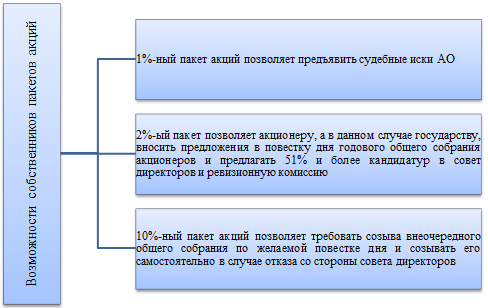 Возможности собственников пакетов акций
1%-ный пакет акций позволяет предъявить судебные иски АО
2%-ый пакет позволяет акционеру, а в данном случае государству,
вносить предложения в повестку дня годового общего собрания
акционеров и предлагать 51% и более кандидатур в совет
директоров и ревизионную комиссию
10%-ный пакет акций позволяет требовать созыва внеочередного
общего собрания по желаемой повестке дня и созывать его
самостоятельно в случае отказа со стороны совета директоров